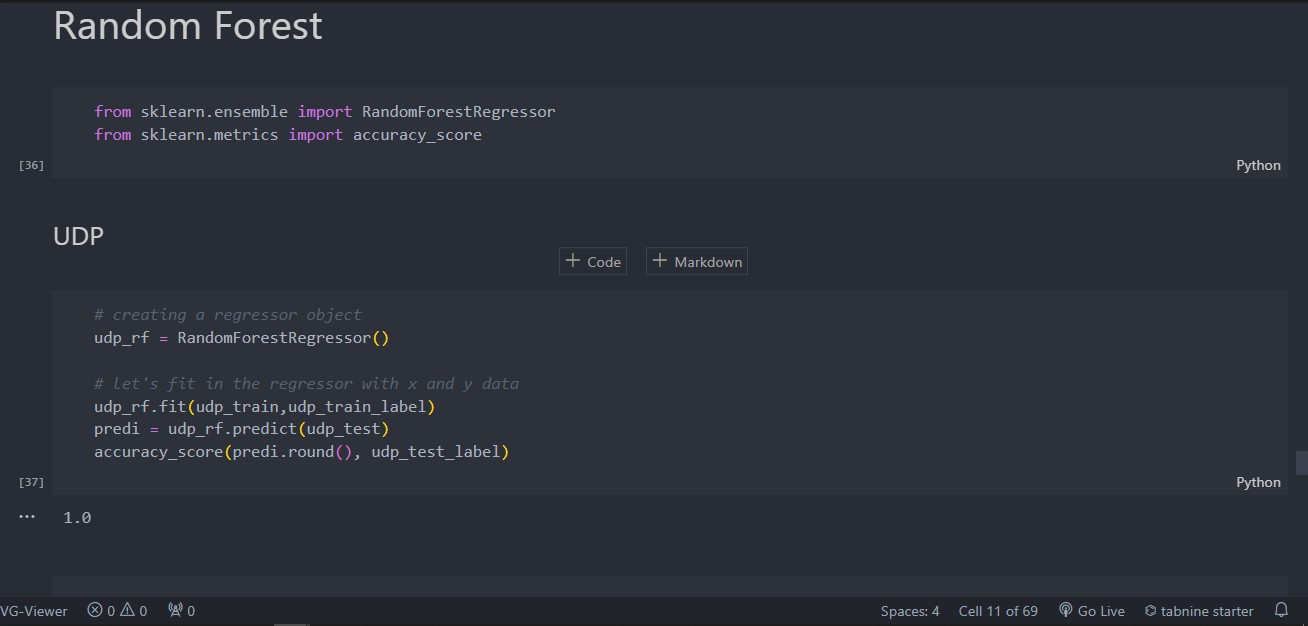 Random Forest
from sklearn.ensemble import RandomForestRegressor
from sklearn.metrics import accuracy_score
[36]
Python
UDP
+ Code
+ Markdown
# creating a regressor object
udp_rf = RandomForestRegressor()
# let's fit in the regressor with x and y data
udp_rf.fit(udp_train,udp_train_label)
predi = udp_rf.predict(udp_test)
accuracy_score(predi.round(), udp_test_label)
[37]
Python
... 1.0
VG-Viewer 0 0 0 Spaces: 4 Cell 11 of 69 Go Live tabnine starter